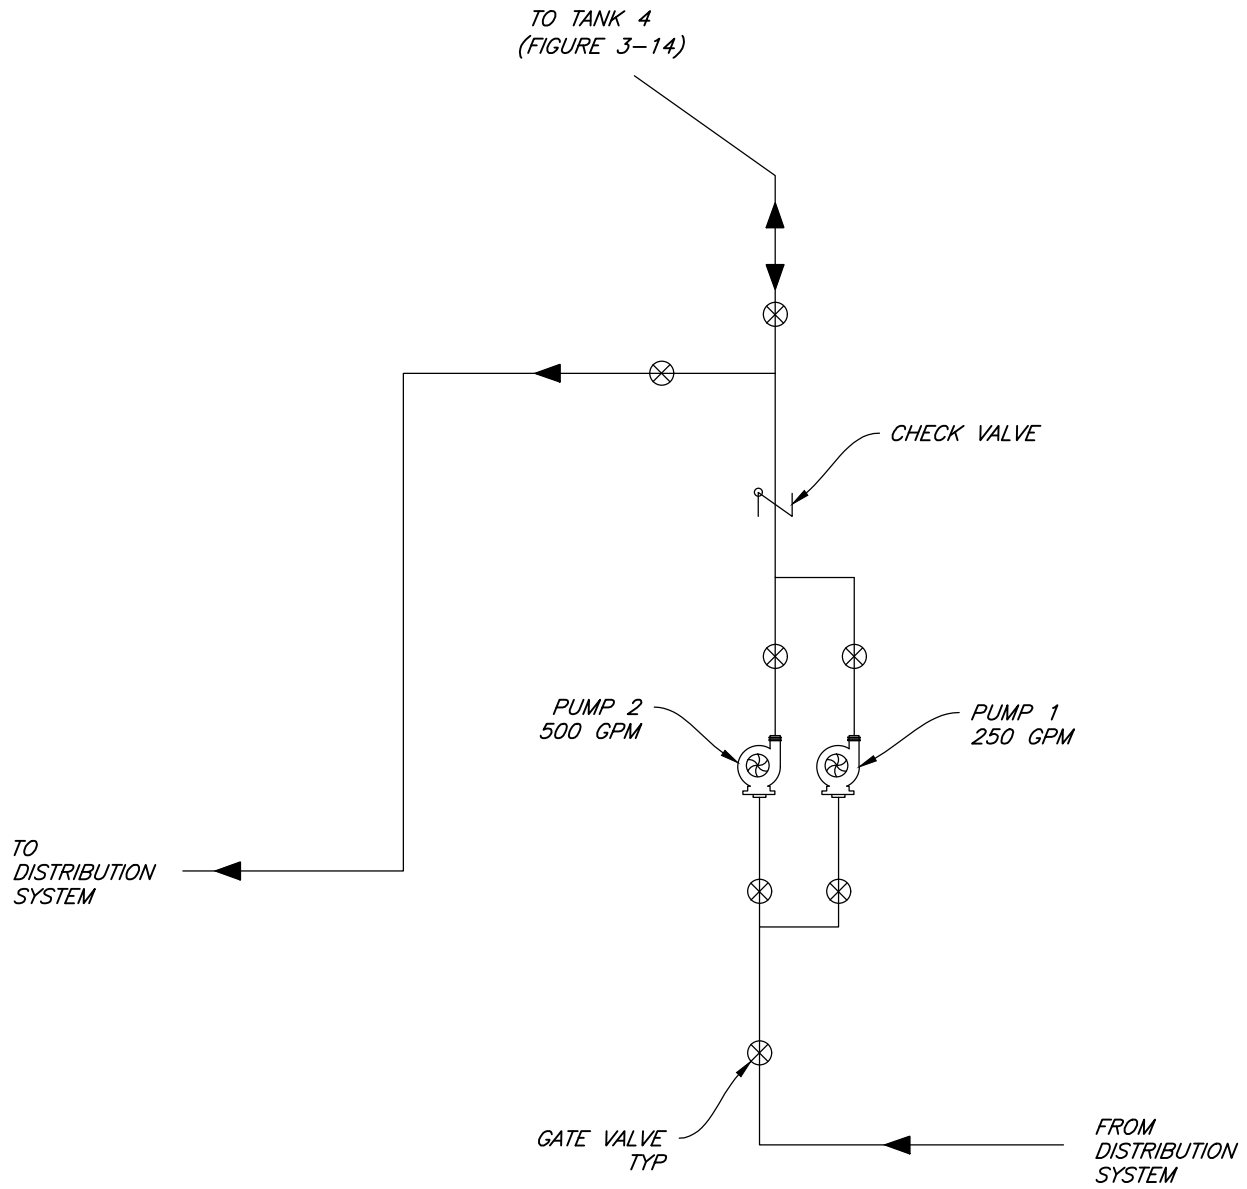 TO TANK 4
(FIGURE 3-14)
CHECK VALVE
PUMP 2
500 GPM
PUMP 1
250 GPM
TO
DISTRIBUTION
SYSTEM
GATE VALVE
TYP
FROM
DISTRIBUTION
SYSTEM